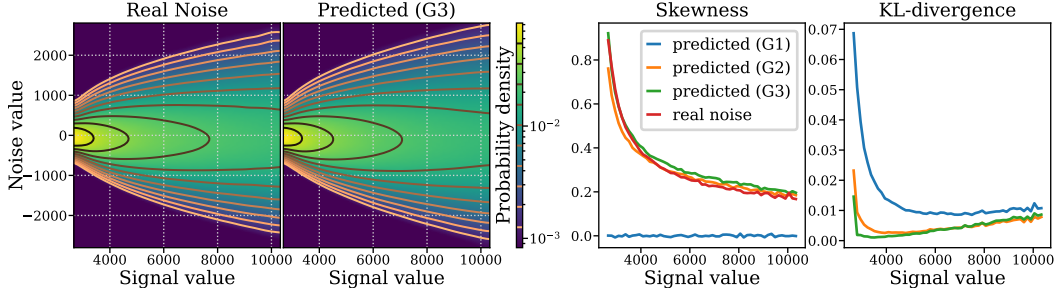 Real Noise
Predicted (G3)
Noise value
2000
1000
0
−1000
−2000
4000 6000 8000 10000
Signal value
4000 6000 8000 10000
Signal value
Probability density
10⁻²
10⁻³
Skewness
0.8
0.6
0.4
0.2
0.0
predicted (G1)
predicted (G2)
predicted (G3)
real noise
4000 6000 8000 10000
Signal value
KL-divergence
0.07
0.06
0.05
0.04
0.03
0.02
0.01
0.00
4000 6000 8000 10000
Signal value